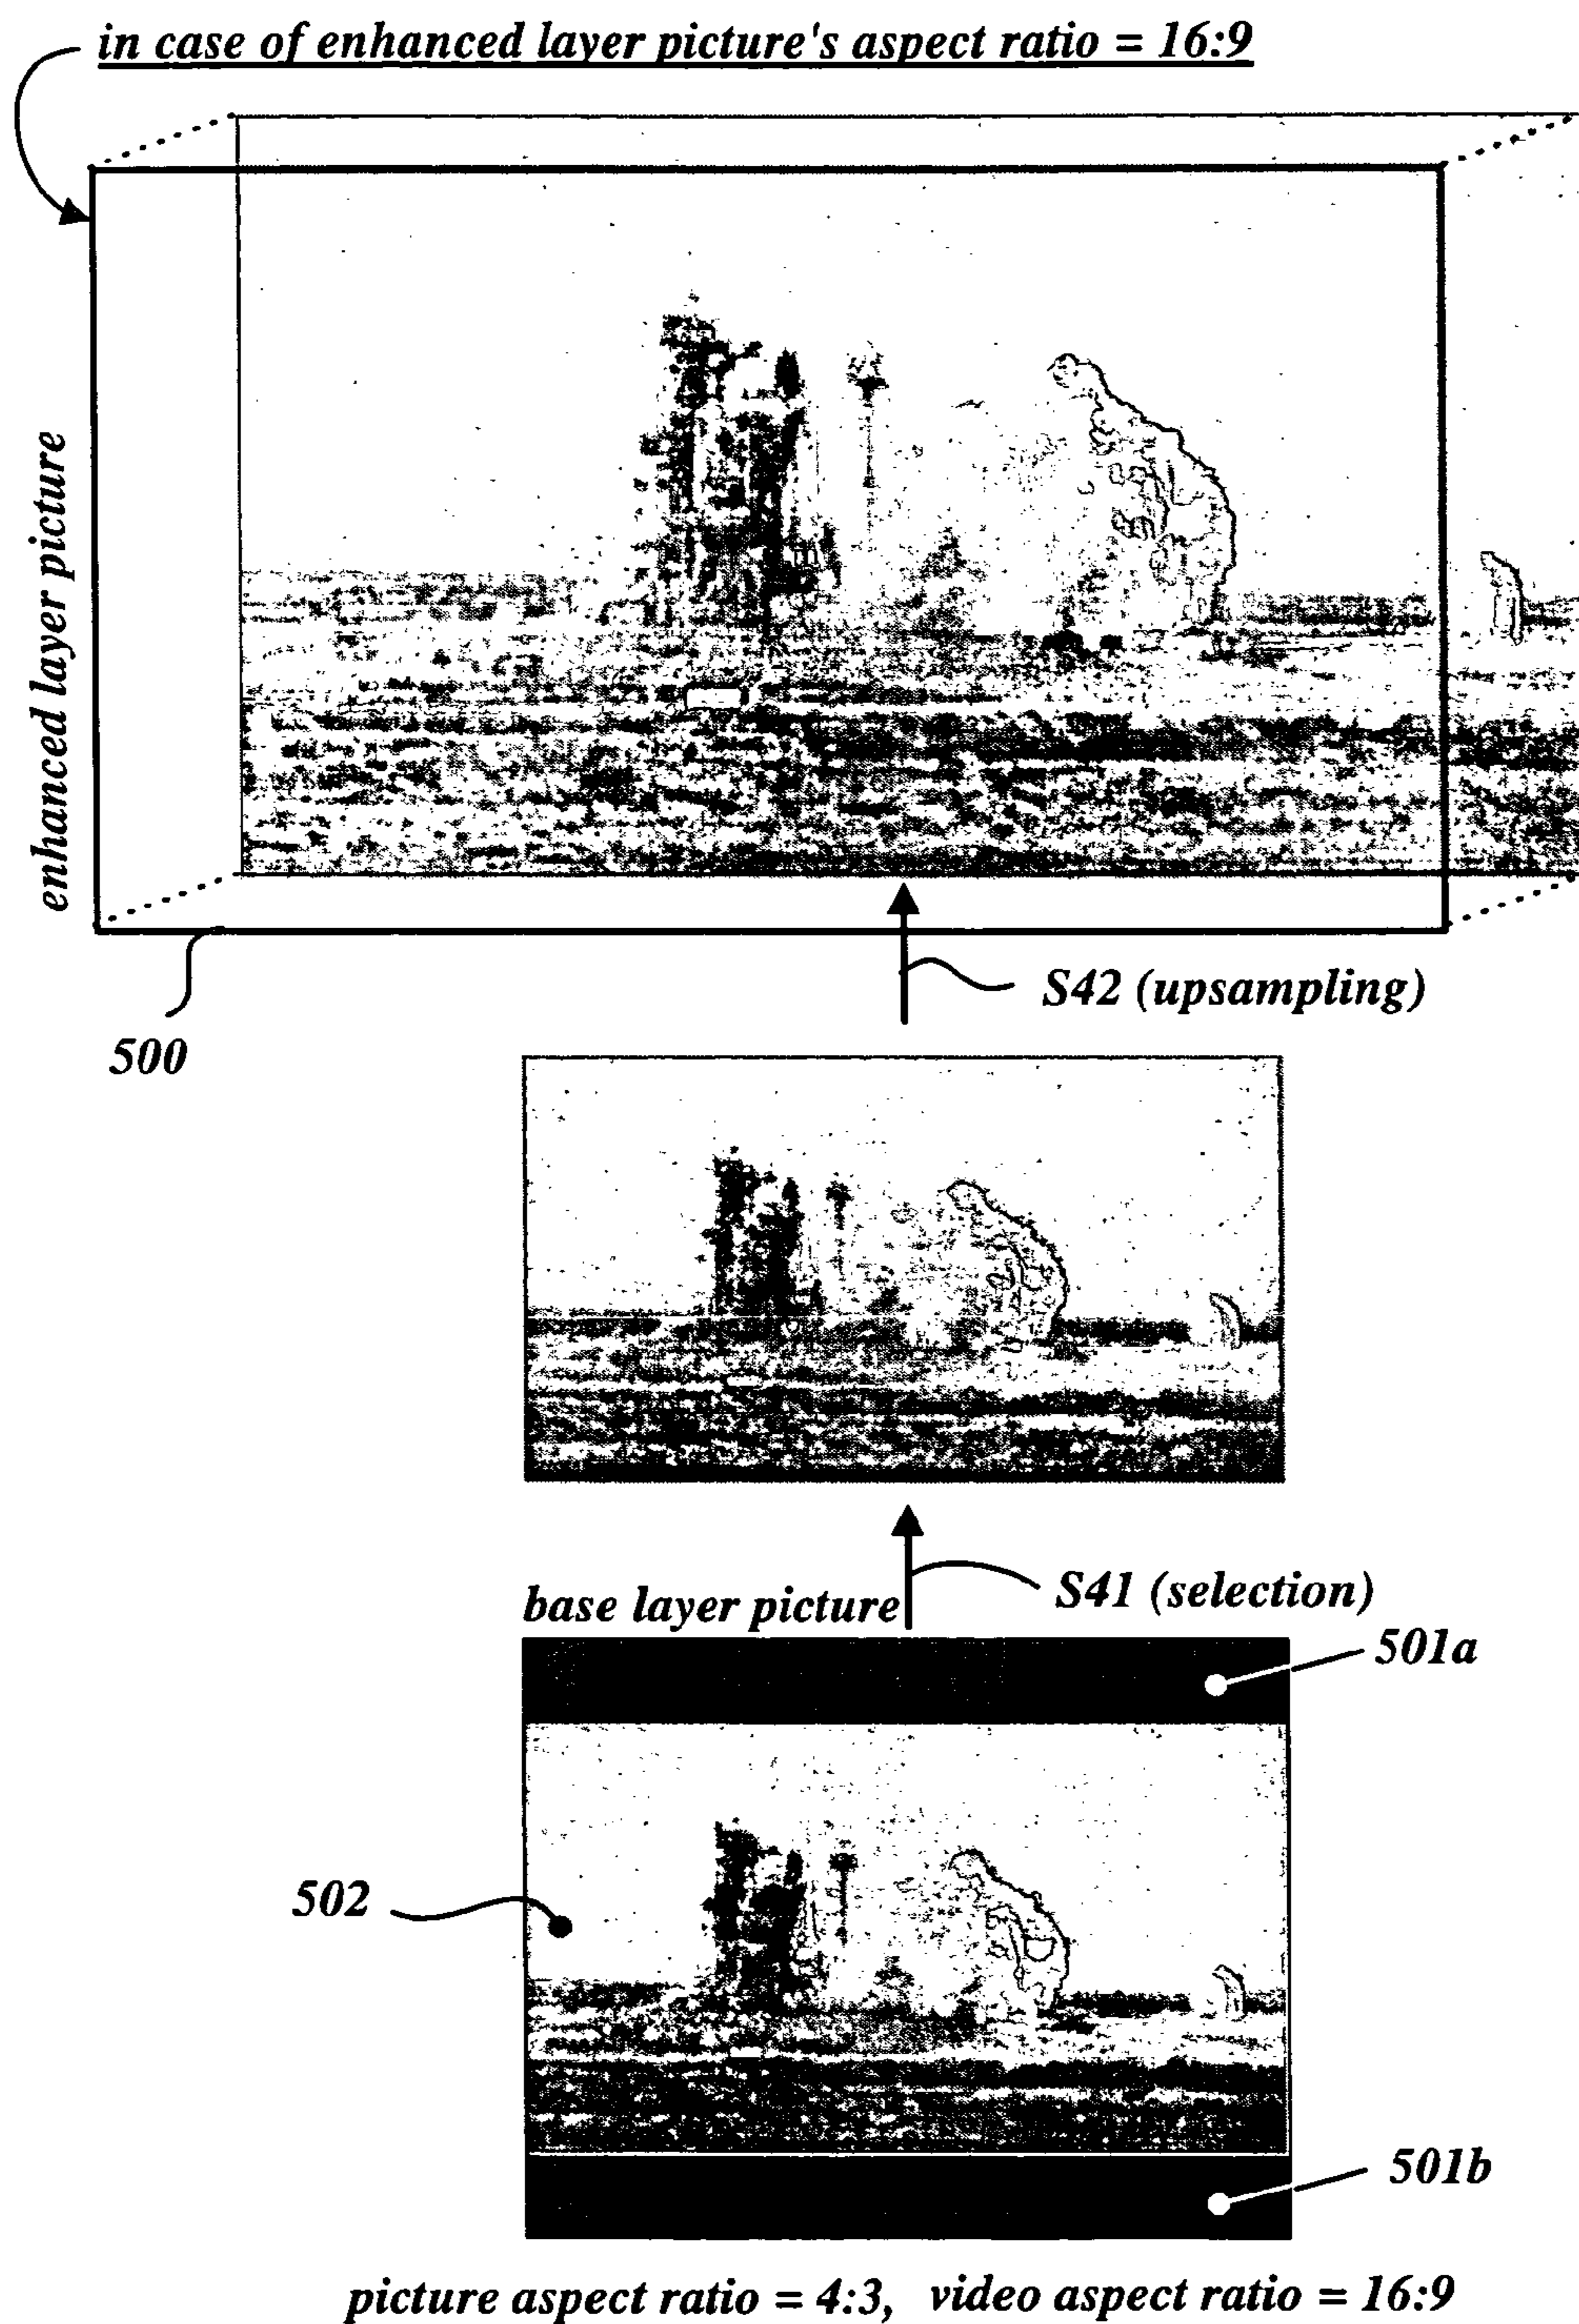 in case of enhanced layer picture's aspect ratio = 16:9
enhanced layer picture
S42 (upsampling)
500
S41 (selection)
base layer picture
501a
502
501b
picture aspect ratio = 4:3, video aspect ratio = 16:9